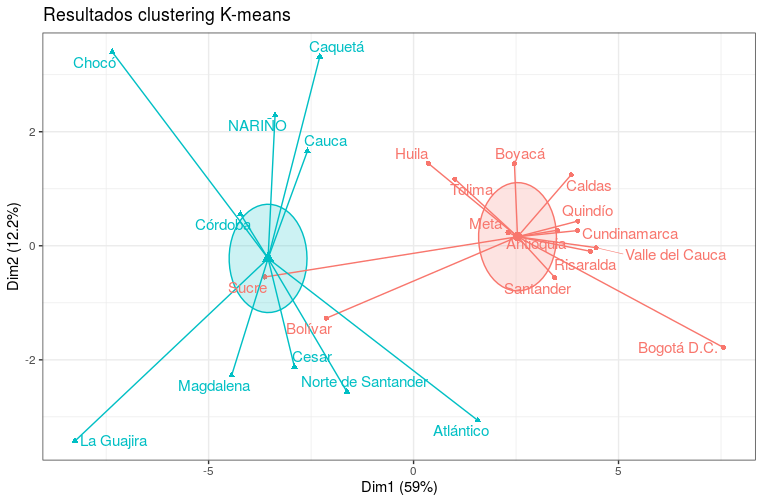 Resultados clustering K-means
Chocó
Caquetá
NARIÑO
Cauca
Huila
Boyacá
Tolima
Caldas
Córdoba
Meta
Quindío
Cundinamarca
Antioquia
Valle del Cauca
Risaralda
Sucre
Santander
Bolívar
Bogotá D.C.
Cesar
Magdalena
Norte de Santander
Atlántico
La Guajira
2
0
-2
-5
0
5
Dim1 (59%)
Dim2 (12.2%)